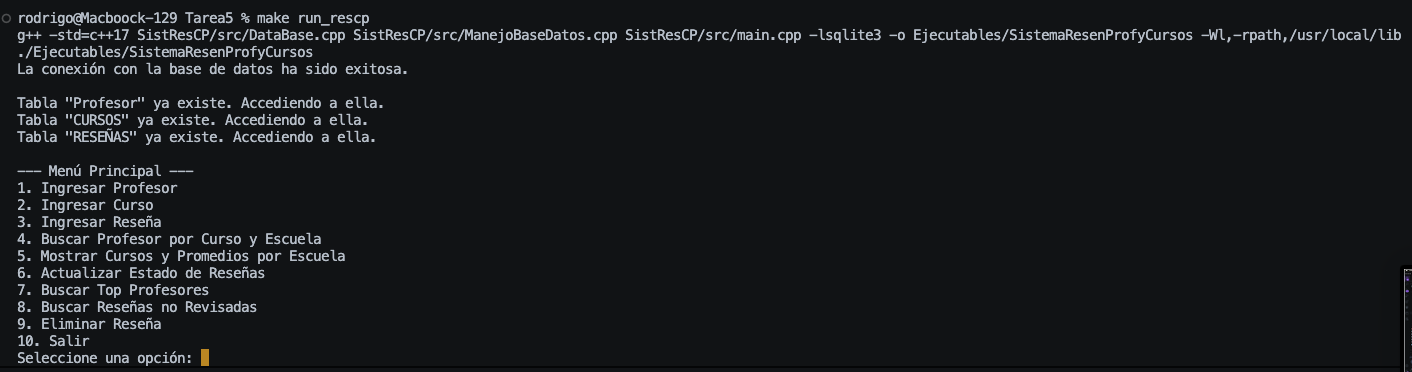 rodrigo@Macboock-129 Tarea5 % make run_rescp
g++ -std=c++17 SistResCP/src/DataBase.cpp SistResCP/src/ManejoBaseDatos.cpp SistResCP/src/main.cpp -lsqlite3 -o Ejecutables/SistemaResenProfyCursos -Wl,-rpath,/usr/local/lib
./Ejecutables/SistemaResenProfyCursos
La conexión con la base de datos ha sido exitosa.
Tabla "Profesor" ya existe. Accediendo a ella.
Tabla "CURSOS" ya existe. Accediendo a ella.
Tabla "RESEÑAS" ya existe. Accediendo a ella.
--- Menú Principal ---
1. Ingresar Profesor
2. Ingresar Curso
3. Ingresar Reseña
4. Buscar Profesor por Curso y Escuela
5. Mostrar Cursos y Promedios por Escuela
6. Actualizar Estado de Reseñas
7. Buscar Top Profesores
8. Buscar Reseñas no Revisadas
9. Eliminar Reseña
10. Salir
Seleccione una opción: